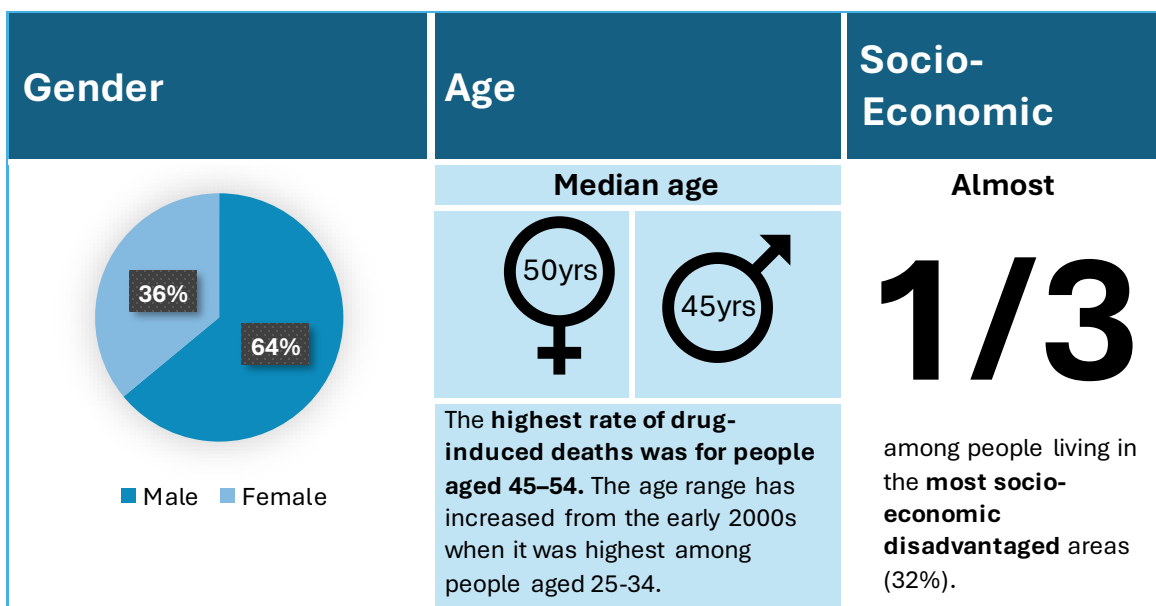 Gender
36%
64%
Male
Female
Age
Median age
50yrs
45yrs
The highest rate of drug-
induced deaths was for people
aged 45–54. The age range has
increased from the early 2000s
when it was highest among
people aged 25-34.
Socio-
Economic
Almost
1/3
among people living in
the most socio-
economic
disadvantaged areas
(32%).